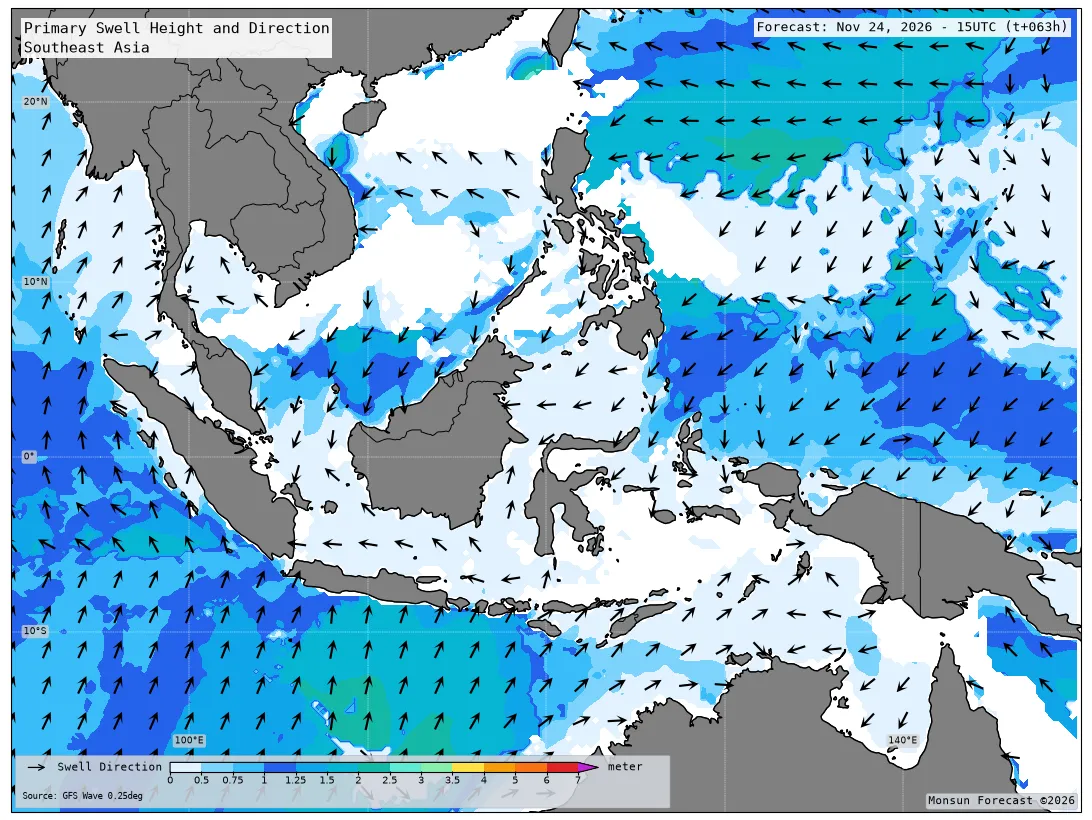 Primary Swell Height and Direction
Southeast Asia
Forecast: Nov 24, 2026 - 15UTC (t+063h)
20°N
10°N
0°
10°S
100°E
140°E
Swell Direction
0 0.5 0.75 1 1.25 1.5 2 2.5 3 3.5 4 5 6 7
meter
Source: GFS Wave 0.25deg
Monsun Forecast ©2026